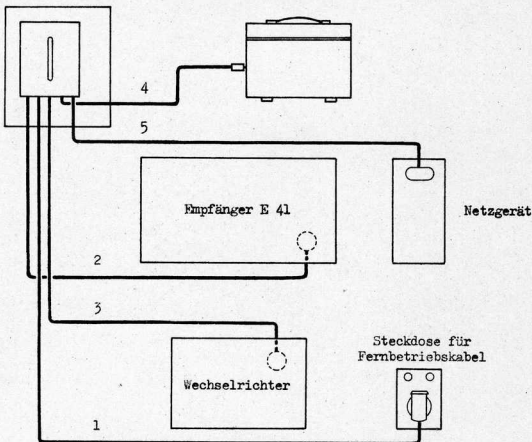 4
5
Empfänger E 41
Netzgerät
2
3
Steckdose für
Fernbetriebskabel
Wechselrichter
1